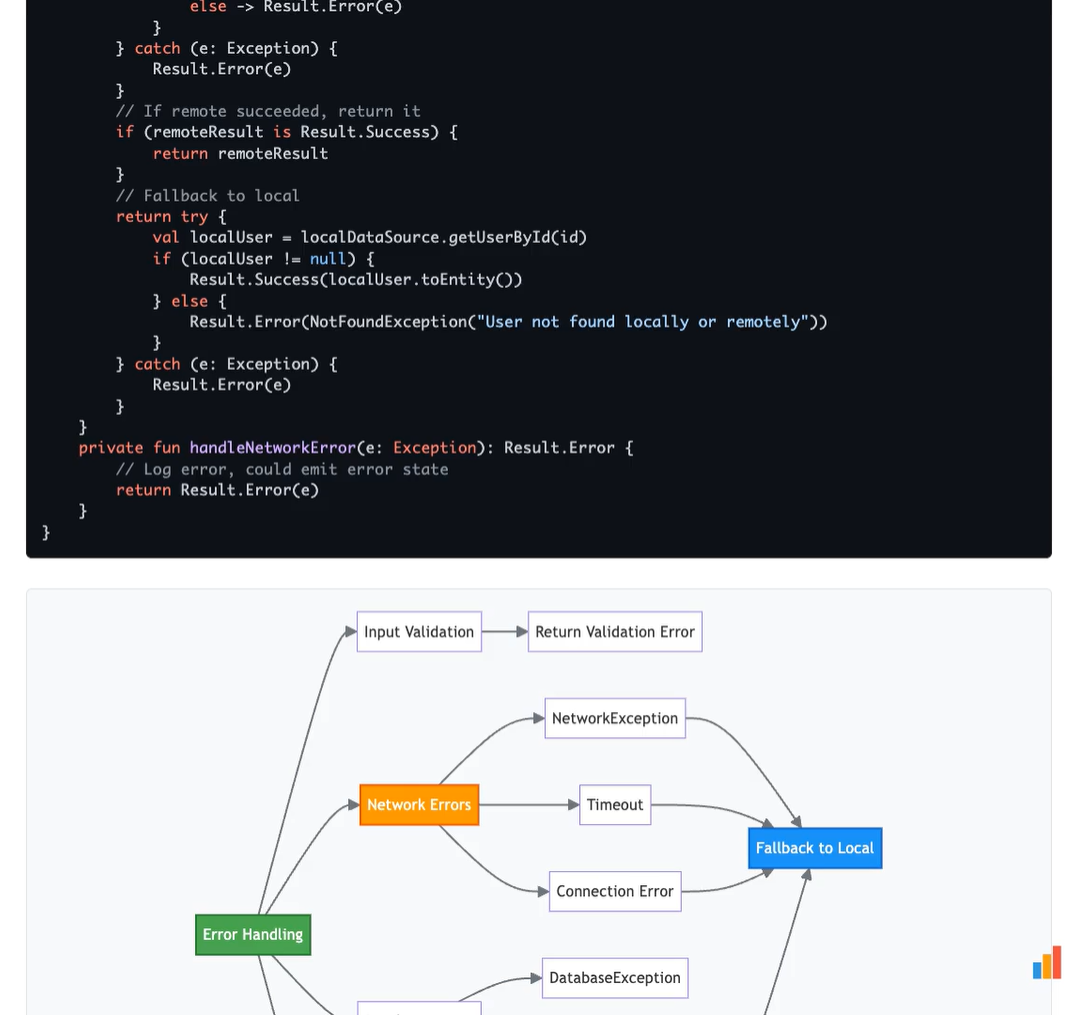 else -> Result.Error(e)
}
} catch (e: Exception) {
Result.Error(e)
}
// If remote succeeded, return it
if (remoteResult is Result.Success) {
return remoteResult
}
// Fallback to local
return try {
val localUser = localDataSource.getUserById(id)
if (localUser != null) {
Result.Success(localUser.toEntity())
} else {
Result.Error(NotFoundException("User not found locally or remotely"))
}
} catch (e: Exception) {
Result.Error(e)
}
}
private fun handleNetworkError(e: Exception): Result.Error {
// Log error, could emit error state
return Result.Error(e)
}
}
Input Validation
Return Validation Error
NetworkException
Network Errors
Timeout
Fallback to Local
Connection Error
Error Handling
DatabaseException